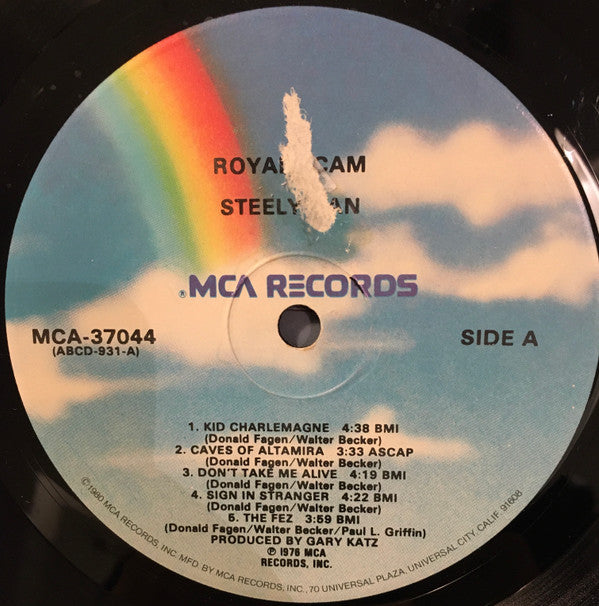 ROYAL SCAM
STEELY DAN
®MCA RECORDS
MCA-37044
(ABCD-931-A)
SIDE A
1. KID CHARLEMAGNE 4:38 BMI
(Donald Fagen/Walter Becker)
2. CAVES OF ALTAMIRA 3:33 ASCAP
(Donald Fagen/Walter Becker)
3. DON'T TAKE ME ALIVE 4:19 BMI
(Donald Fagen/Walter Becker)
4. SIGN IN STRANGER 4:22 BMI
(Donald Fagen/Walter Becker)
5. THE FEZ 3:59 BMI
(Donald Fagen/Walter Becker/Paul L. Griffin)
PRODUCED BY GARY KATZ
℗ 1976 MCA
RECORDS, INC.
©1980 MCA RECORDS, INC. MFD BY MCA RECORDS, INC., 70 UNIVERSAL PLAZA, UNIVERSAL CITY, CALIF. 91608